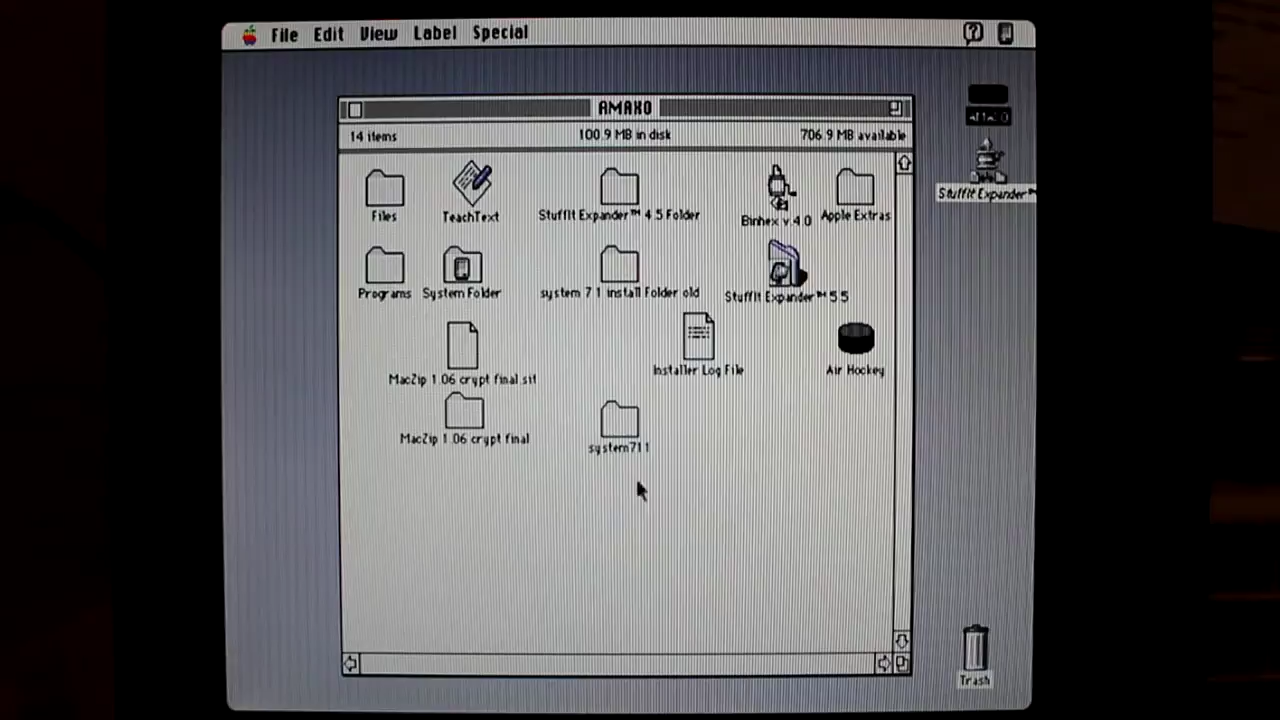 File Edit View Label Special
AMAXO
14 items 100.9 MB in disk 706.9 MB available
Files TeachText StuffIt Expander™ 4.5 Folder Binhex v.4.0 Apple Extras
StuffIt Expander™
Programs System Folder system 7 1 install Folder old StuffIt Expander™ 5.5
Installer Log File Air Hockey
MacZip 1.06 crypt final.sit
MacZip 1.06 crypt final system711
Trash